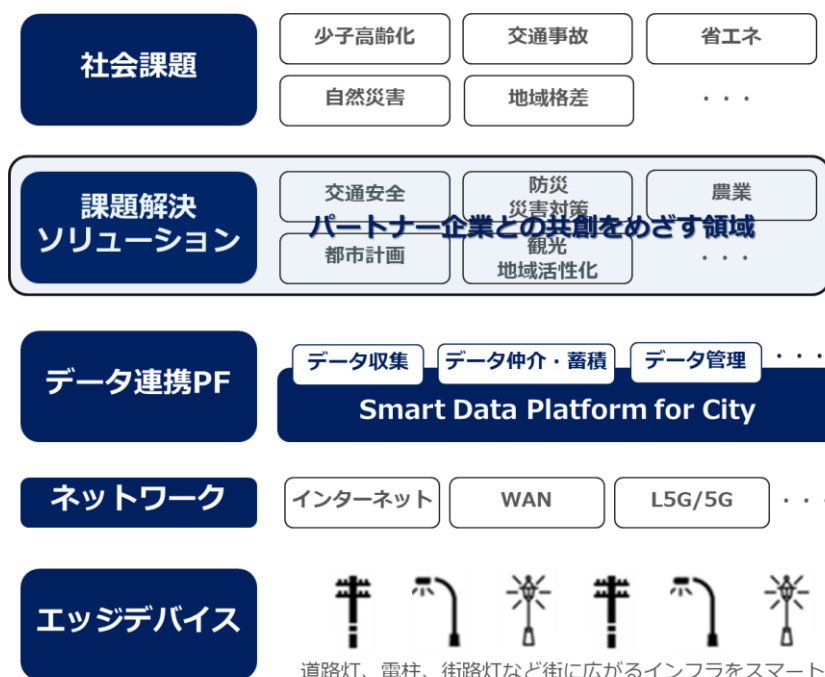 社会課題
少子高齢化
交通事故
省エネ
自然災害
地域格差
・・・
課題解決
ソリューション
交通安全
防災
災害対策
農業
パートナー企業との共創をめざす領域
都市計画
観光
地域活性化
・・・
データ連携PF
データ収集
データ仲介・蓄積
データ管理
・・・
Smart Data Platform for City
ネットワーク
インターネット
WAN
L5G/5G
・・・
エッジデバイス
道路灯、電柱、街路灯など街に広がるインフラをスマート